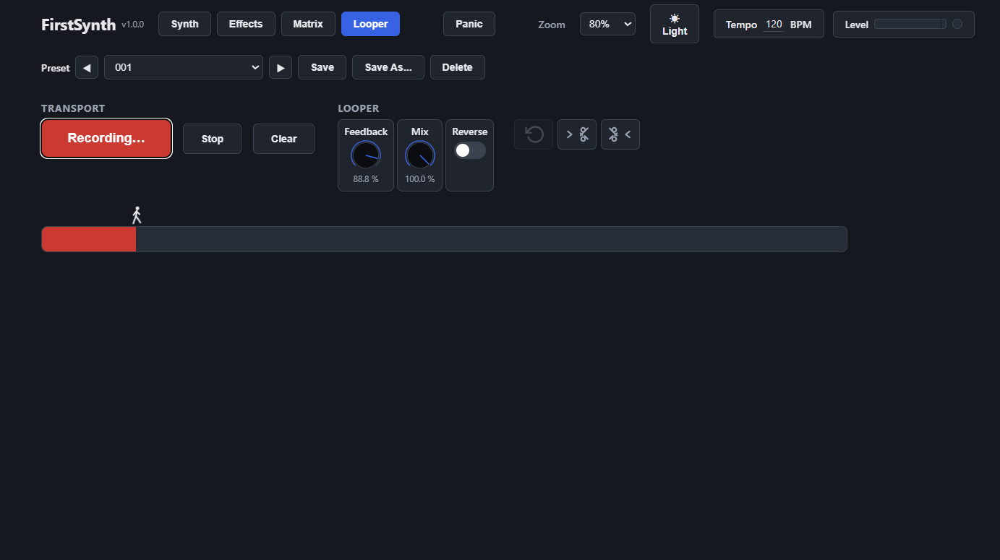 FirstSynth v1.0.0 Synth Effects Matrix Looper Panic Zoom 80% Light Tempo 120 BPM Level
Preset ◀ 001 ▶ Save Save As... Delete
TRANSPORT LOOPER
Recording... Stop Clear
Feedback Mix Reverse
88.8 % 100.0 %